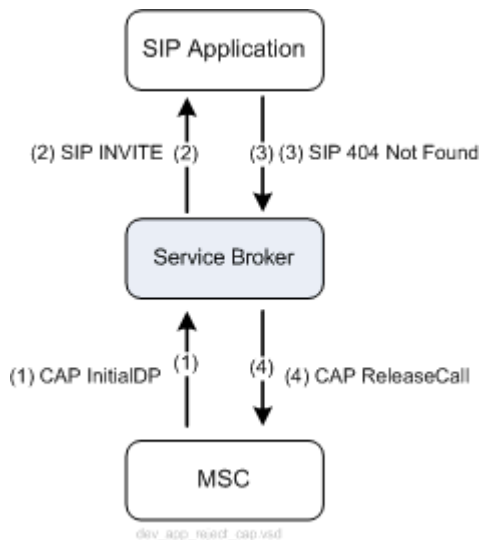 SIP Application
(2) SIP INVITE (2) (3) (3) SIP 404 Not Found
Service Broker
(1) CAP InitialDP (1) (4) (4) CAP ReleaseCall
MSC
dev_app_reject_cap.vsd